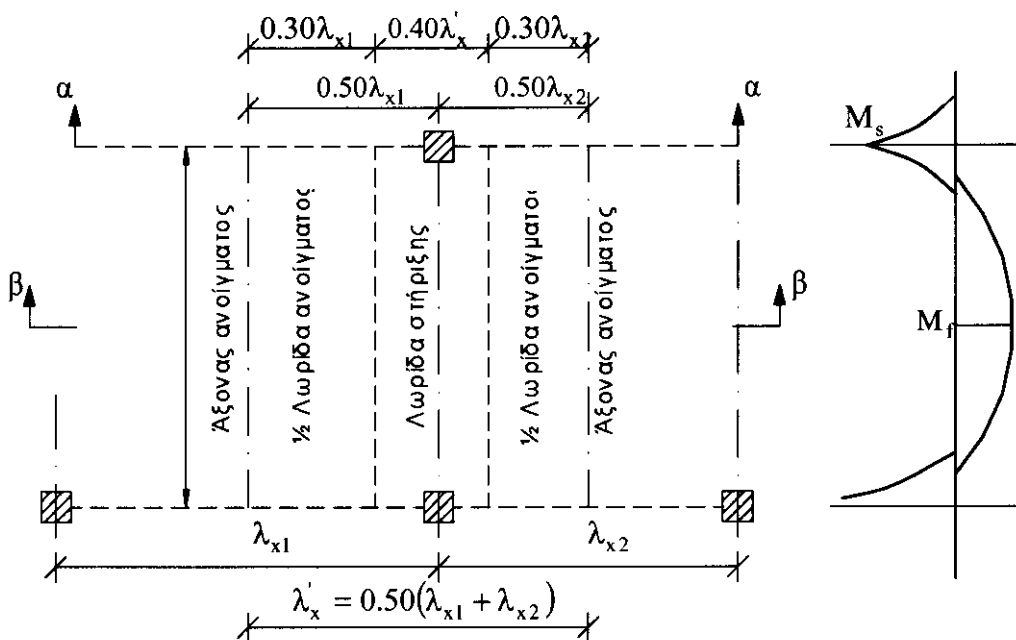 0.30λx1 0.40λ'x 0.30λx2
0.50λx1 0.50λx2
α α
Ms
Άξονας ανοίγματος
½ Λωρίδα ανοίγματος
Λωρίδα στήριξης
½ Λωρίδα ανοίγματοι
Άξονας ανοίγματος
β β
Mf
λx1 λx2
λ'x = 0.50(λx1 + λx2)